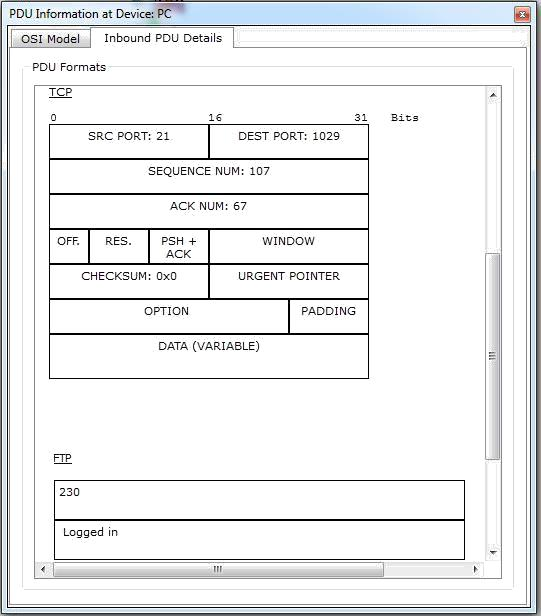 PDU Information at Device: PC
OSI Model Inbound PDU Details
PDU Formats
TCP
0 16 31 Bits
SRC PORT: 21 DEST PORT: 1029
SEQUENCE NUM: 107
ACK NUM: 67
OFF. RES. PSH + ACK WINDOW
CHECKSUM: 0x0 URGENT POINTER
OPTION PADDING
DATA (VARIABLE)
FTP
230
Logged in